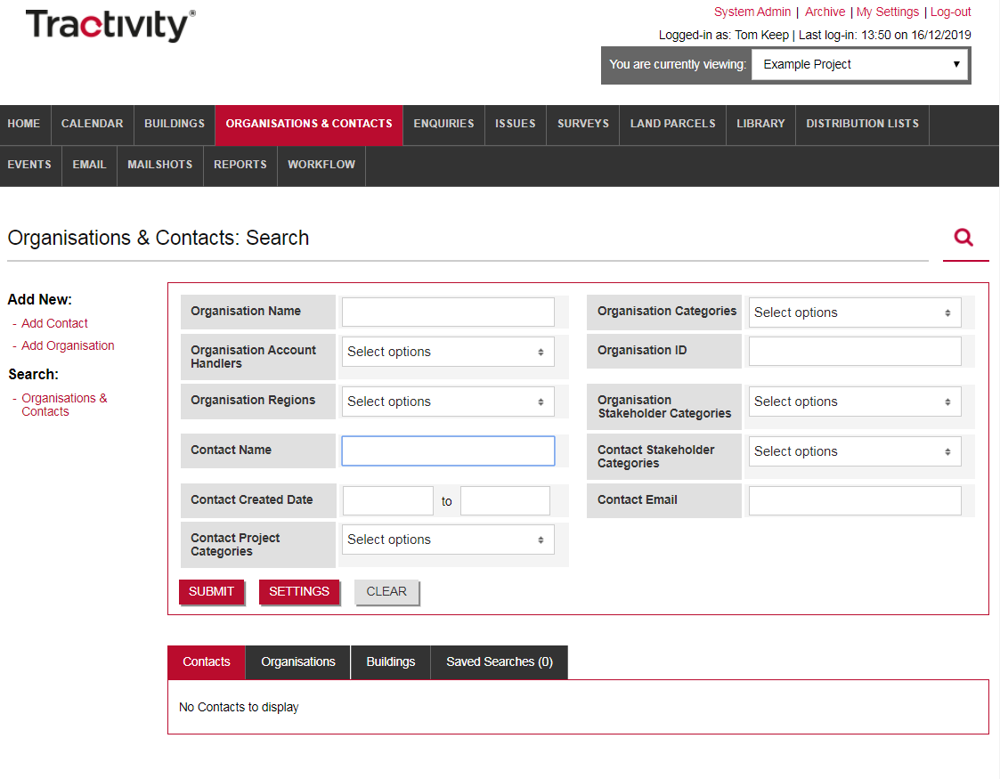 Tractivity®
System Admin | Archive | My Settings | Log-out
Logged-in as: Tom Keep | Last log-in: 13:50 on 16/12/2019
You are currently viewing: Example Project
HOME CALENDAR BUILDINGS ORGANISATIONS & CONTACTS ENQUIRIES ISSUES SURVEYS LAND PARCELS LIBRARY DISTRIBUTION LISTS
EVENTS EMAIL MAILSHOTS REPORTS WORKFLOW
Organisations & Contacts: Search
Add New:
- Add Contact
- Add Organisation
Search:
- Organisations &
Contacts
Organisation Name
Organisation Categories Select options
Organisation Account
Handlers
Select options
Organisation ID
Organisation Regions Select options
Organisation
Stakeholder Categories
Select options
Contact Name
Contact Stakeholder
Categories
Select options
Contact Created Date to
Contact Email
Contact Project
Categories
Select options
SUBMIT SETTINGS CLEAR
Contacts Organisations Buildings Saved Searches (0)
No Contacts to display